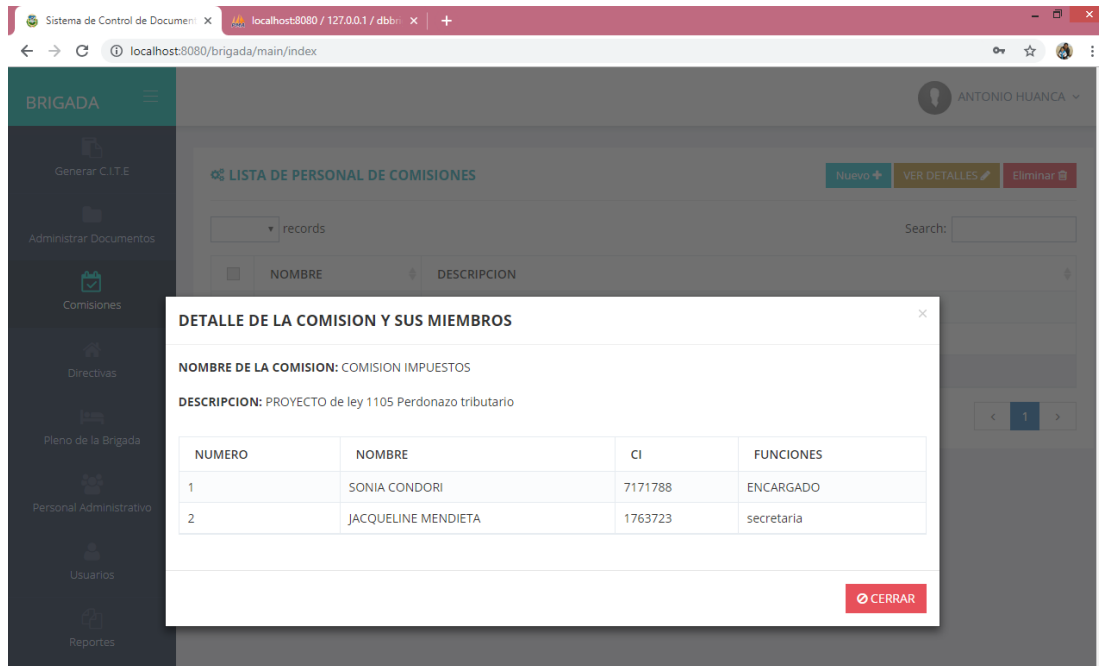 Sistema de Control de Document
localhost:8080 / 127.0.0.1 / dbbri
localhost:8080/brigada/main/index
BRIGADA
ANTONIO HUANCA
Generar C.I.T.E
Administrar Documentos
Comisiones
Directivas
Pleno de la Brigada
Personal Administrativo
Usuarios
Reportes
LISTA DE PERSONAL DE COMISIONES
Nuevo
VER DETALLES
Eliminar
records
Search:
NOMBRE DESCRIPCION
DETALLE DE LA COMISION Y SUS MIEMBROS
NOMBRE DE LA COMISION: COMISION IMPUESTOS
DESCRIPCION: PROYECTO de ley 1105 Perdonazo tributario
NUMERO NOMBRE CI FUNCIONES
1 SONIA CONDORI 7171788 ENCARGADO
2 JACQUELINE MENDIETA 1763723 secretaria
CERRAR
1